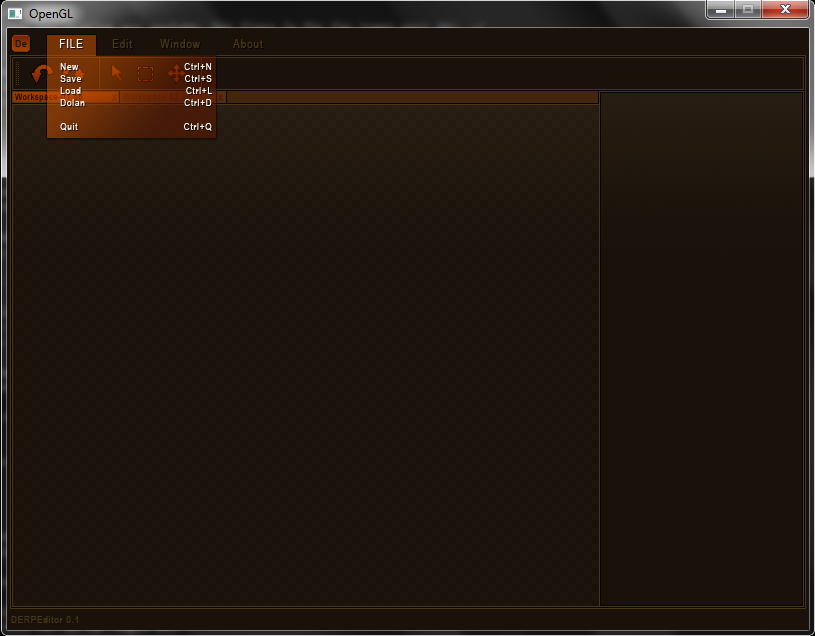 OpenGL
De FILE Edit Window About
New Ctrl+N
Save Ctrl+S
Load Ctrl+L
Dolan Ctrl+D
Quit Ctrl+Q
Workspace
DERPEditor 0.1